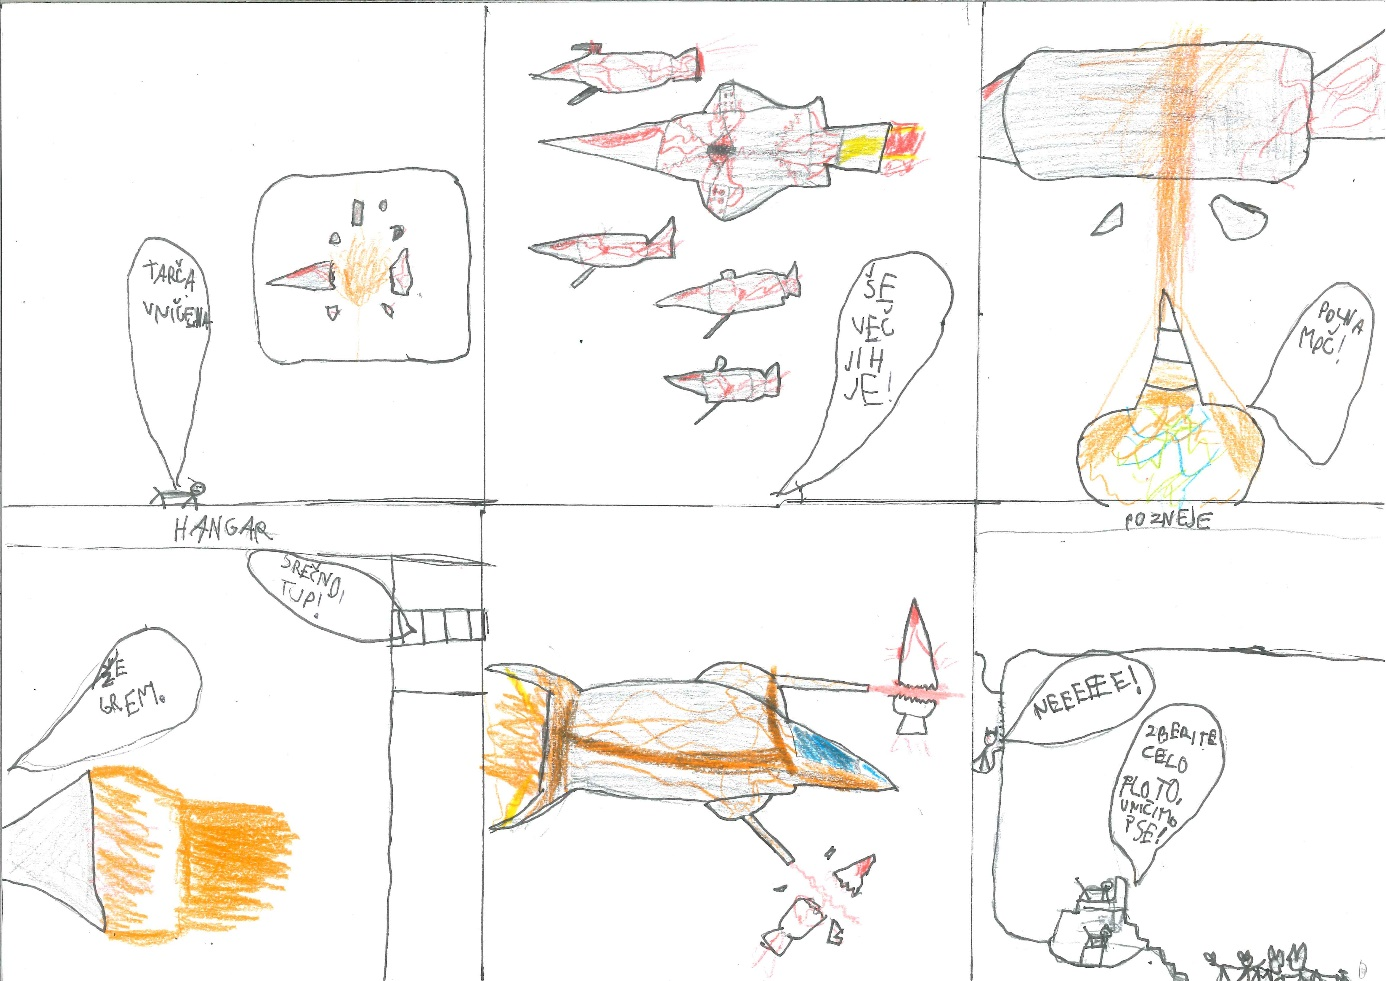 TARČA
UNIČENA
ŠE
VEČ
JIH
JE!
POLNA
MOČ!
HANGAR
SREČNO,
TUPI!
ŽE
GREM.
POZNEJE
NEEEEEE!
ZBERITE
CELO
FLOTO,
UNIČIMO
PSE!